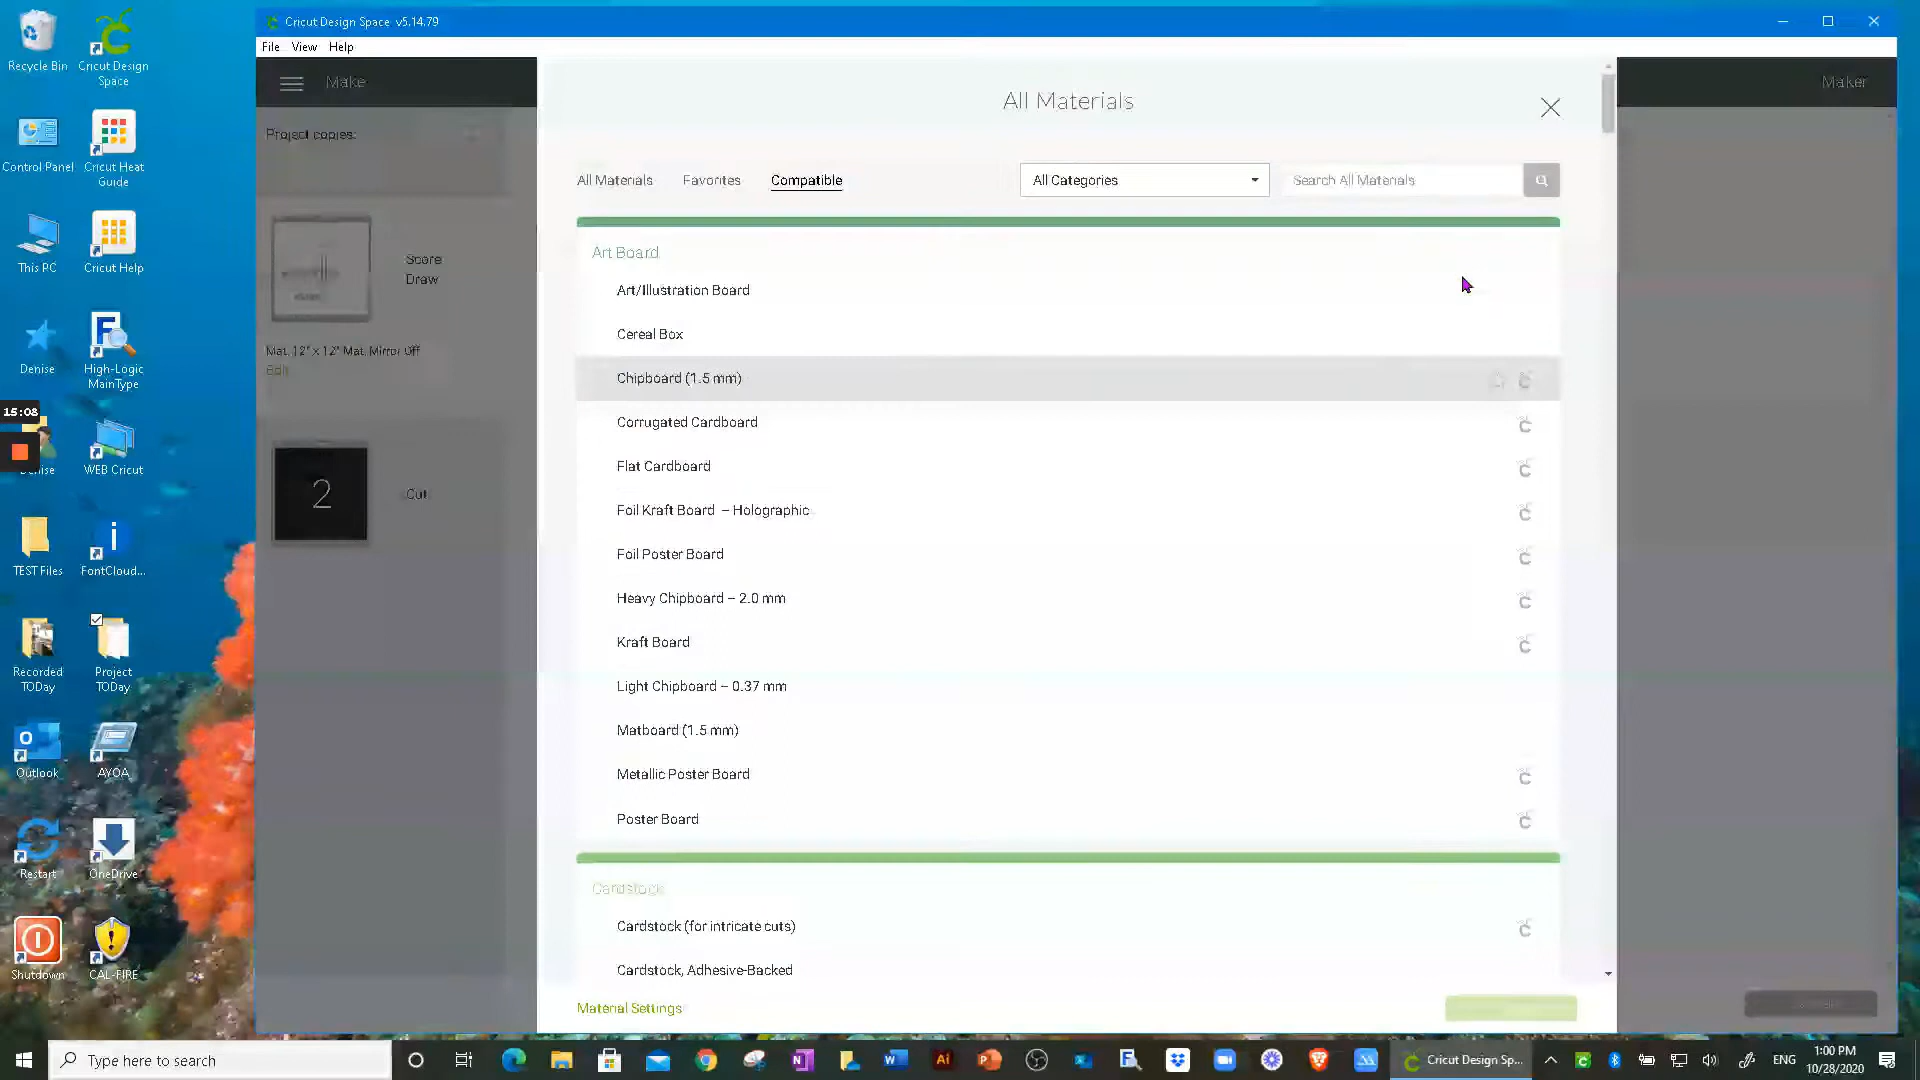 Cricut Design Space v5.14.79
File View Help
Make
Maker
Project copies:
Score
Draw
Mat, 12" x 12" Mat, Mirror Off
Edit
2
Cut
All Materials
All Materials Favorites Compatible
All Categories
Search All Materials
Art Board
Art/Illustration Board
Cereal Box
Chipboard (1.5 mm)
Corrugated Cardboard
Flat Cardboard
Foil Kraft Board – Holographic
Foil Poster Board
Heavy Chipboard – 2.0 mm
Kraft Board
Light Chipboard – 0.37 mm
Matboard (1.5 mm)
Metallic Poster Board
Poster Board
Cardstock
Cardstock (for intricate cuts)
Cardstock, Adhesive-Backed
Material Settings
Recycle Bin
Cricut Design
Space
Control Panel
Cricut Heat
Guide
This PC
Cricut Help
Denise
High-Logic
MainType
15:08
Denise
WEB Cricut
TEST Files
FontCloud...
Recorded
TODay
Project
TODay
Outlook
AYOA
Restart
OneDrive
Shutdown
CAL-FIRE
Type here to search
Cricut Design Sp...
ENG
1:00 PM
10/28/2020